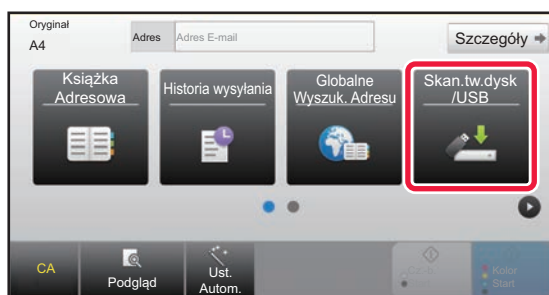 Oryginał
A4
Adres
Adres E-mail
Szczegóły
Książka
Adresowa
Historia wysyłania
Globalne
Wyszuk. Adresu
Skan.tw.dysk
/USB
CA
Podgląd
Ust.
Autom.
Kolor
Start